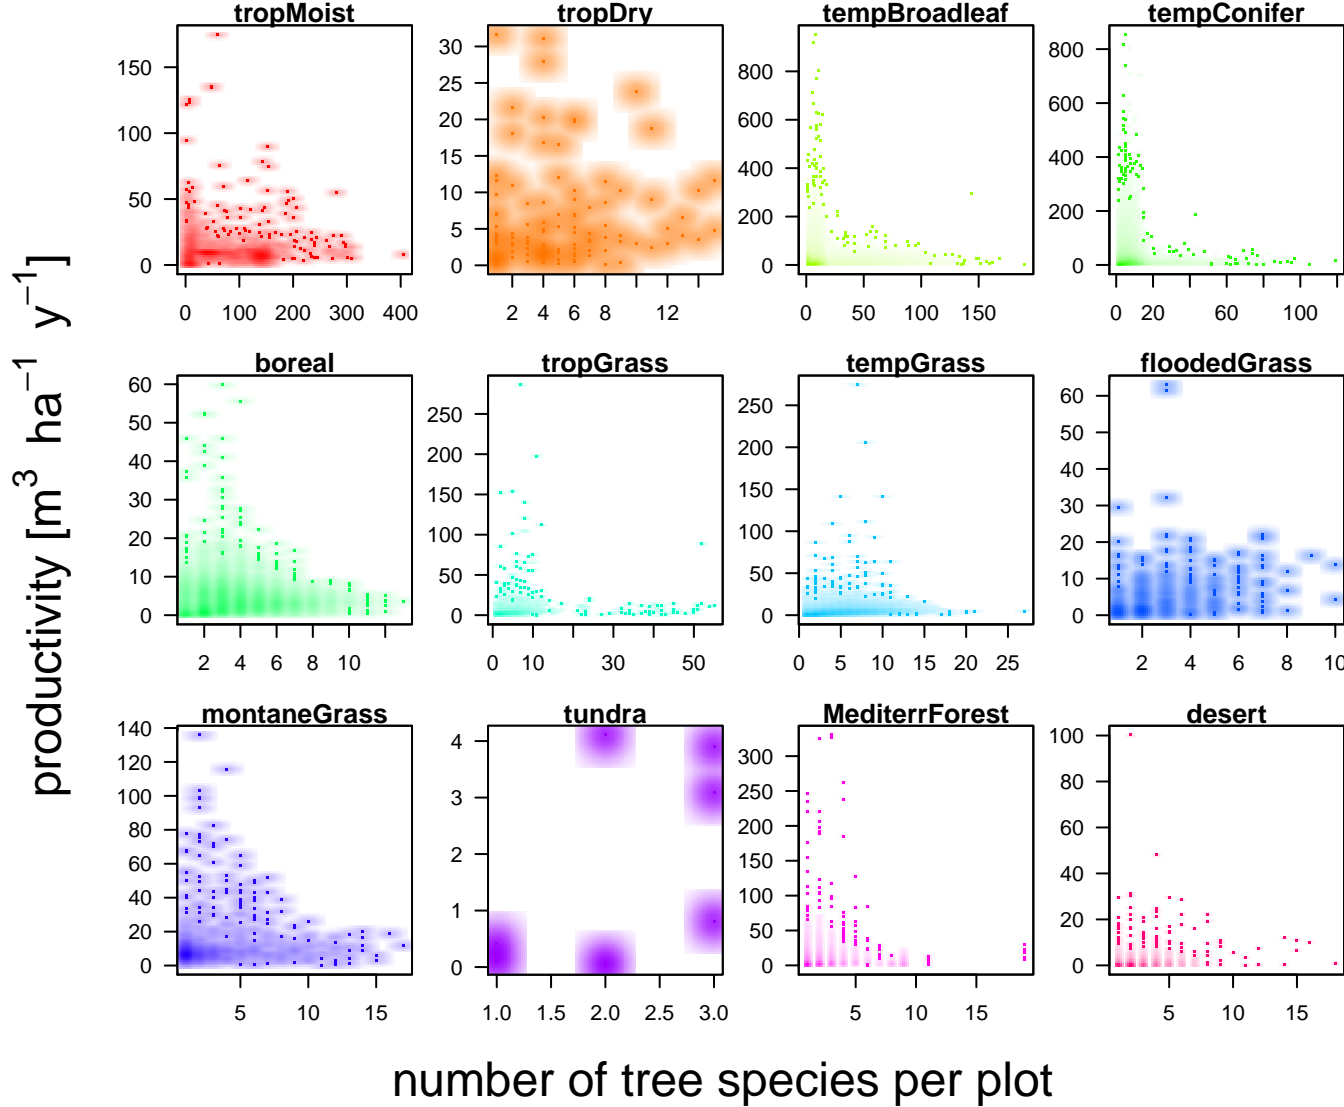 tropMoist tropDry tempBroadleaf tempConifer
150 100 50 0
0 100 200 300 400
30 25 20 15 10 5 0
2 4 6 8 12
800 600 400 200 0
0 50 100 150
800 600 400 200 0
0 20 60 100
boreal tropGrass tempGrass floodedGrass
60 50 40 30 20 10 0
2 4 6 8 10
250 200 150 100 50 0
0 10 30 50
250 200 150 100 50 0
0 5 10 15 20 25
60 50 40 30 20 10 0
2 4 6 8 10
montaneGrass tundra MediterrForest desert
140 120 100 80 60 40 20 0
5 10 15
4 3 2 1 0
1.0 1.5 2.0 2.5 3.0
300 250 200 150 100 50 0
5 10 15
100 80 60 40 20 0
5 10 15
productivity [m³ ha⁻¹ y⁻¹]
number of tree species per plot